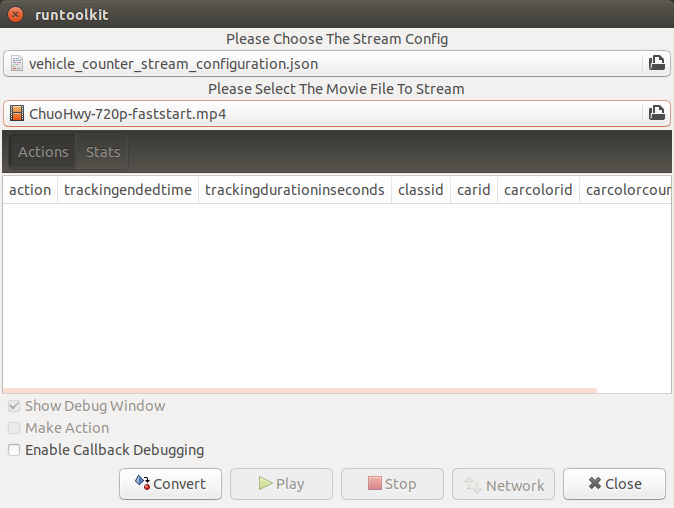 runtoolkit
Please Choose The Stream Config
vehicle_counter_stream_configuration.json
Please Select The Movie File To Stream
ChuoHwy-720p-faststart.mp4
Actions Stats
action trackingendedtime trackingdurationinseconds classid carid carcolorid carcolorcour
Show Debug Window
Make Action
Enable Callback Debugging
Convert Play Stop Network Close